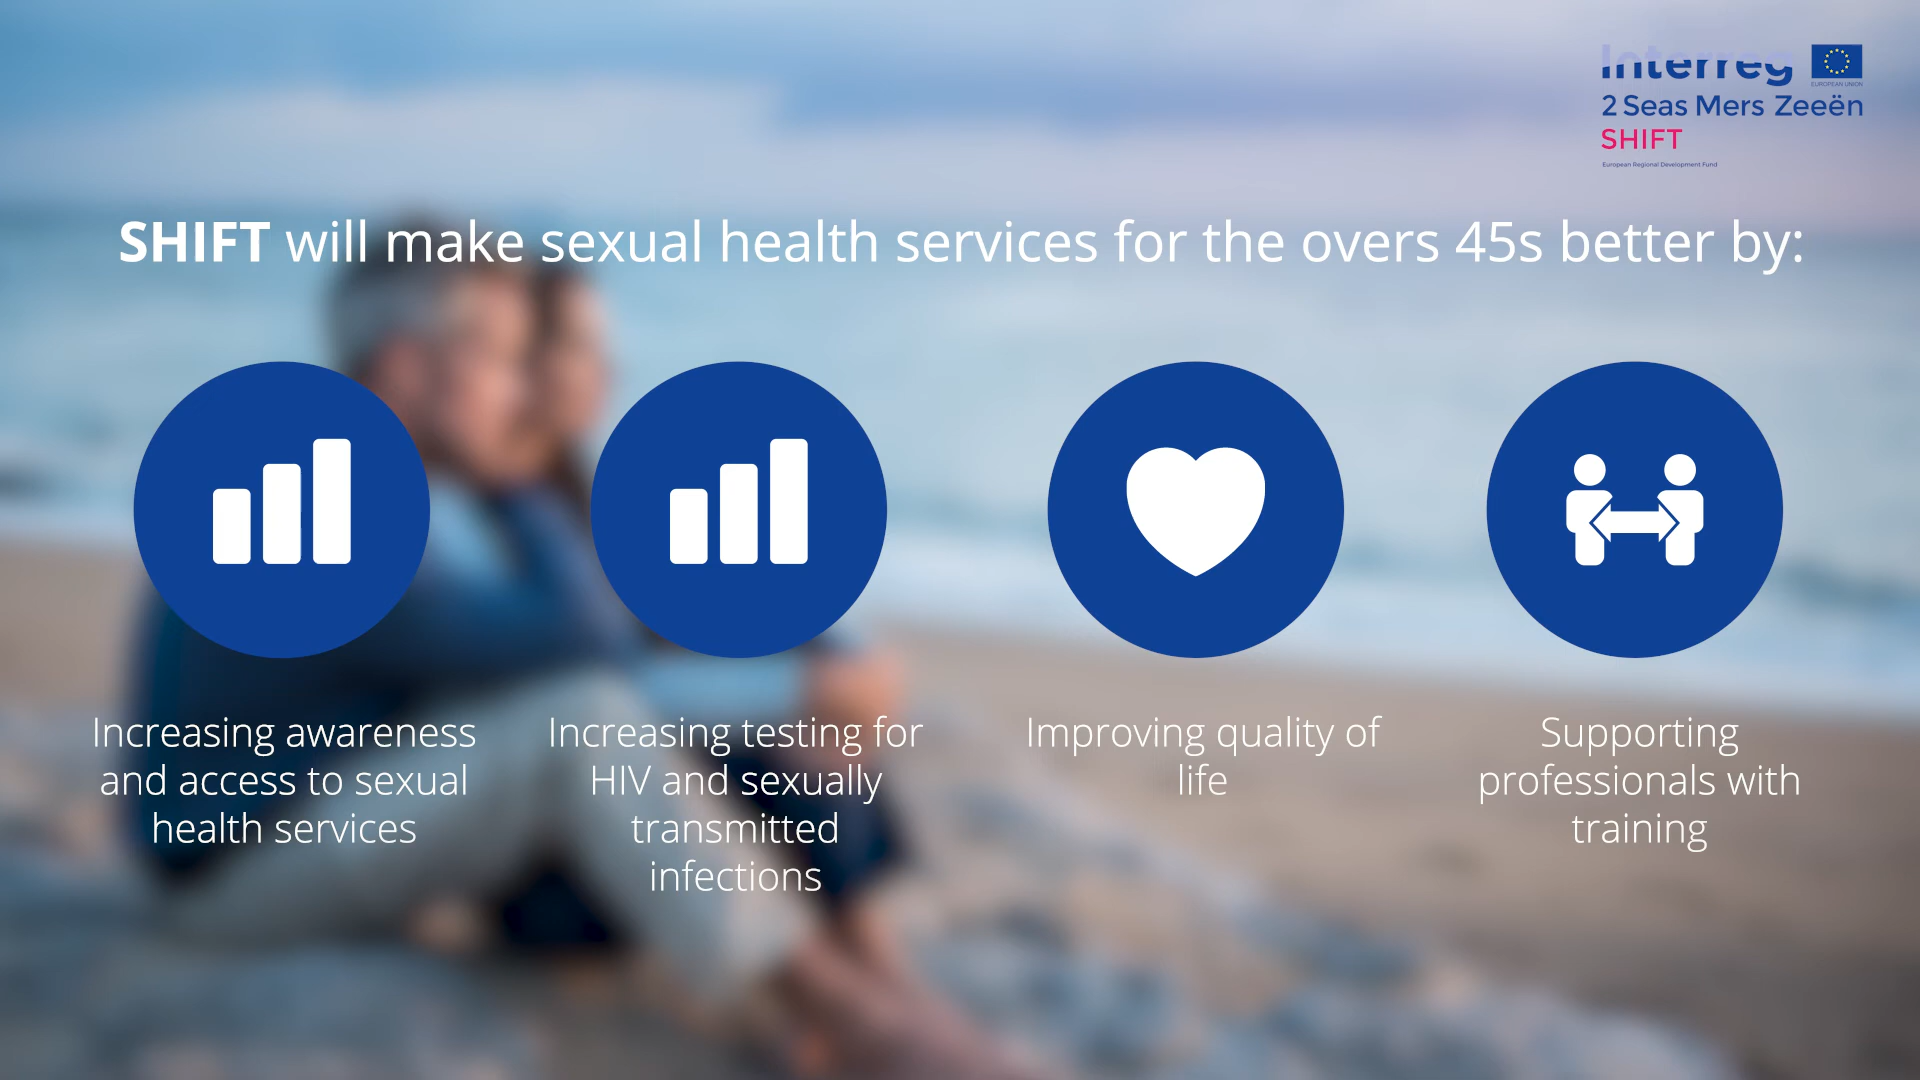 Interreg
EUROPEAN UNION
2 Seas Mers Zeeën
SHIFT
European Regional Development Fund
SHIFT will make sexual health services for the overs 45s better by:
Increasing awareness
and access to sexual
health services
Increasing testing for
HIV and sexually
transmitted
infections
Improving quality of
life
Supporting
professionals with
training